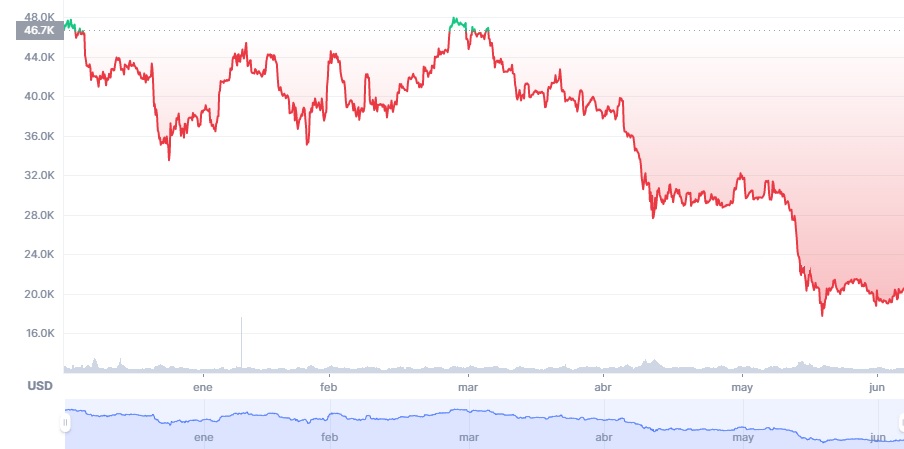 48.0K
46.7K
44.0K
40.0K
36.0K
32.0K
28.0K
24.0K
20.0K
16.0K
USD
ene feb mar abr may jun
ene feb mar abr may jun